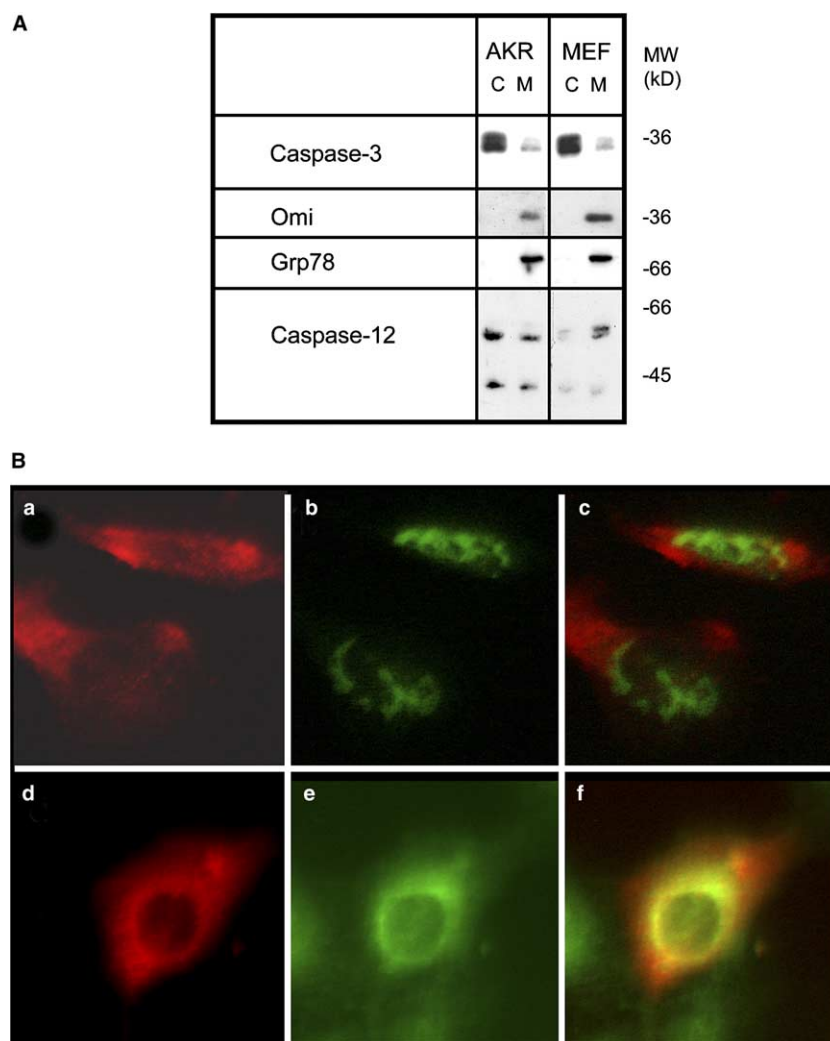 A
AKR MEF MW
C M C M (kD)
Caspase-3 -36
Omi -36
Grp78 -66
-66
Caspase-12
-45
B
a b c
d e f